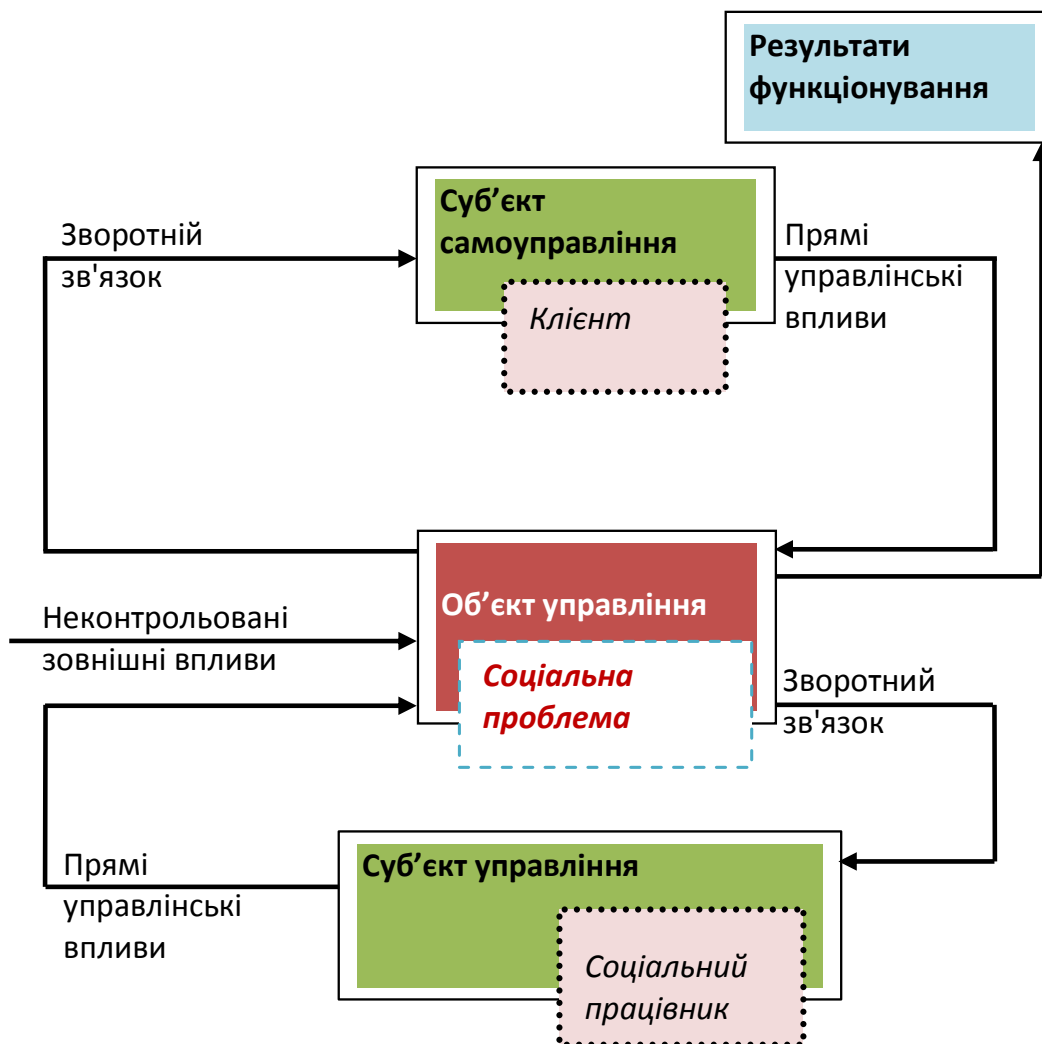 Результати
функціонування
Суб’єкт
самоуправління
Зворотній
зв'язок
Прямі
управлінські
впливи
Клієнт
Об’єкт управління
Неконтрольовані
зовнішні впливи
Соціальна
проблема
Зворотний
зв'язок
Суб’єкт управління
Прямі
управлінські
впливи
Соціальний
працівник